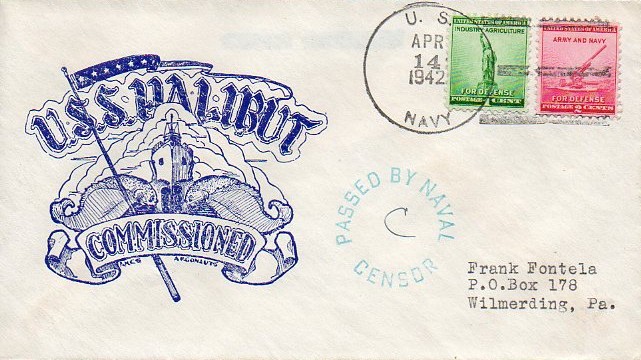 U.S.S. HALIBUT
COMMISSIONED
A.N.C.S ARGONAUTS
U. S.
APR
14
1942
NAVY
UNITED STATES OF AMERICA
INDUSTRY AGRICULTURE
FOR DEFENSE
POSTAGE 1 CENT
UNITED STATES OF AMERICA
ARMY AND NAVY
FOR DEFENSE
POSTAGE 2 CENTS
PASSED BY NAVAL
C
CENSOR
Frank Fontela
P.O.Box 178
Wilmerding, Pa.